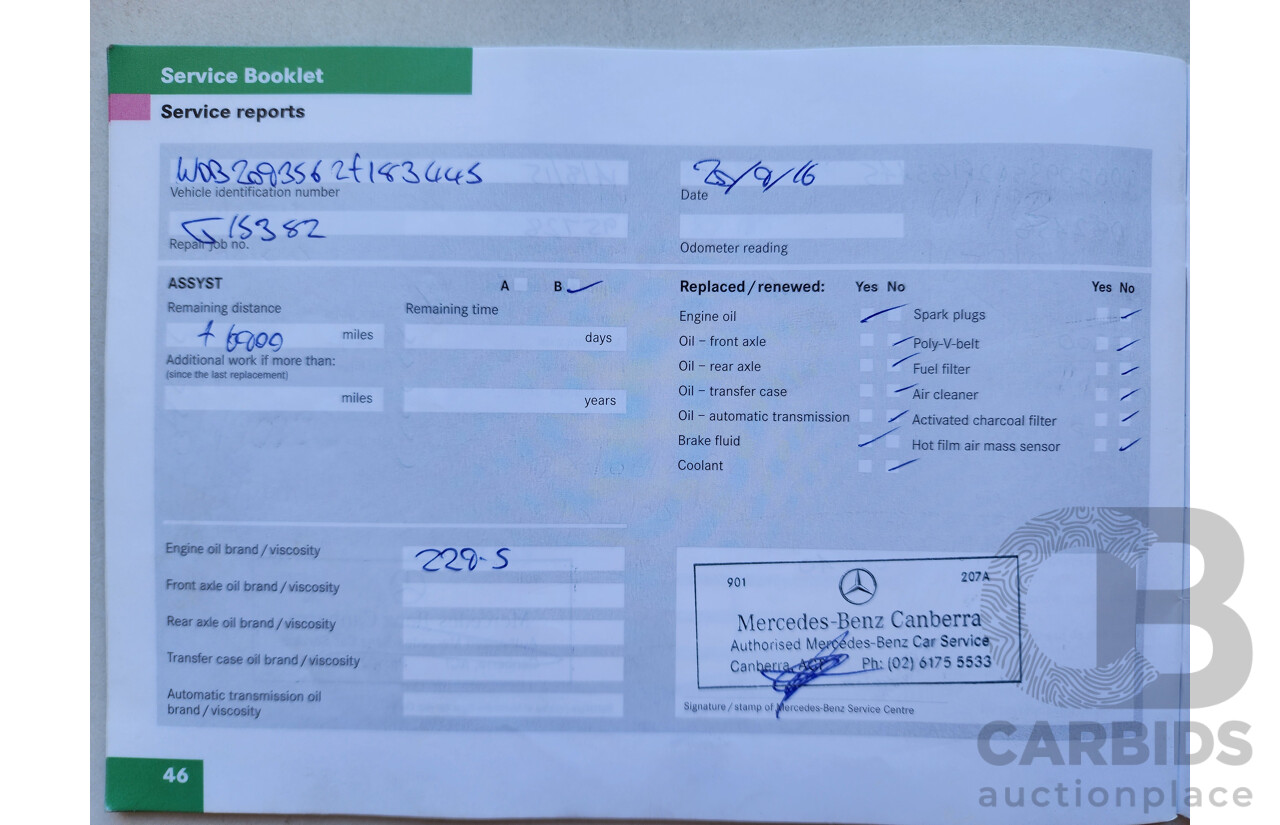 Service Booklet
Service reports
WDB2093562f183445
Vehicle identification number
Date
Repair job no.
Odometer reading
ASSYST A B
Remaining distance
Remaining time
miles
days
Additional work if more than:
(since the last replacement)
miles
years
Replaced/renewed: Yes No
Yes No
Engine oil
Spark plugs
Oil – front axle
Poly-V-belt
Oil – rear axle
Fuel filter
Oil – transfer case
Air cleaner
Oil – automatic transmission
Activated charcoal filter
Brake fluid
Hot film air mass sensor
Coolant
Engine oil brand/viscosity
229-5
Front axle oil brand/viscosity
Rear axle oil brand/viscosity
Transfer case oil brand/viscosity
Automatic transmission oil
brand/viscosity
901
207A
Mercedes-Benz Canberra
Authorised Mercedes-Benz Car Service
Canberra, ACT Ph: (02) 6175 5533
Signature/stamp of Mercedes-Benz Service Centre
46
CB
CARBIDS
auctionplace